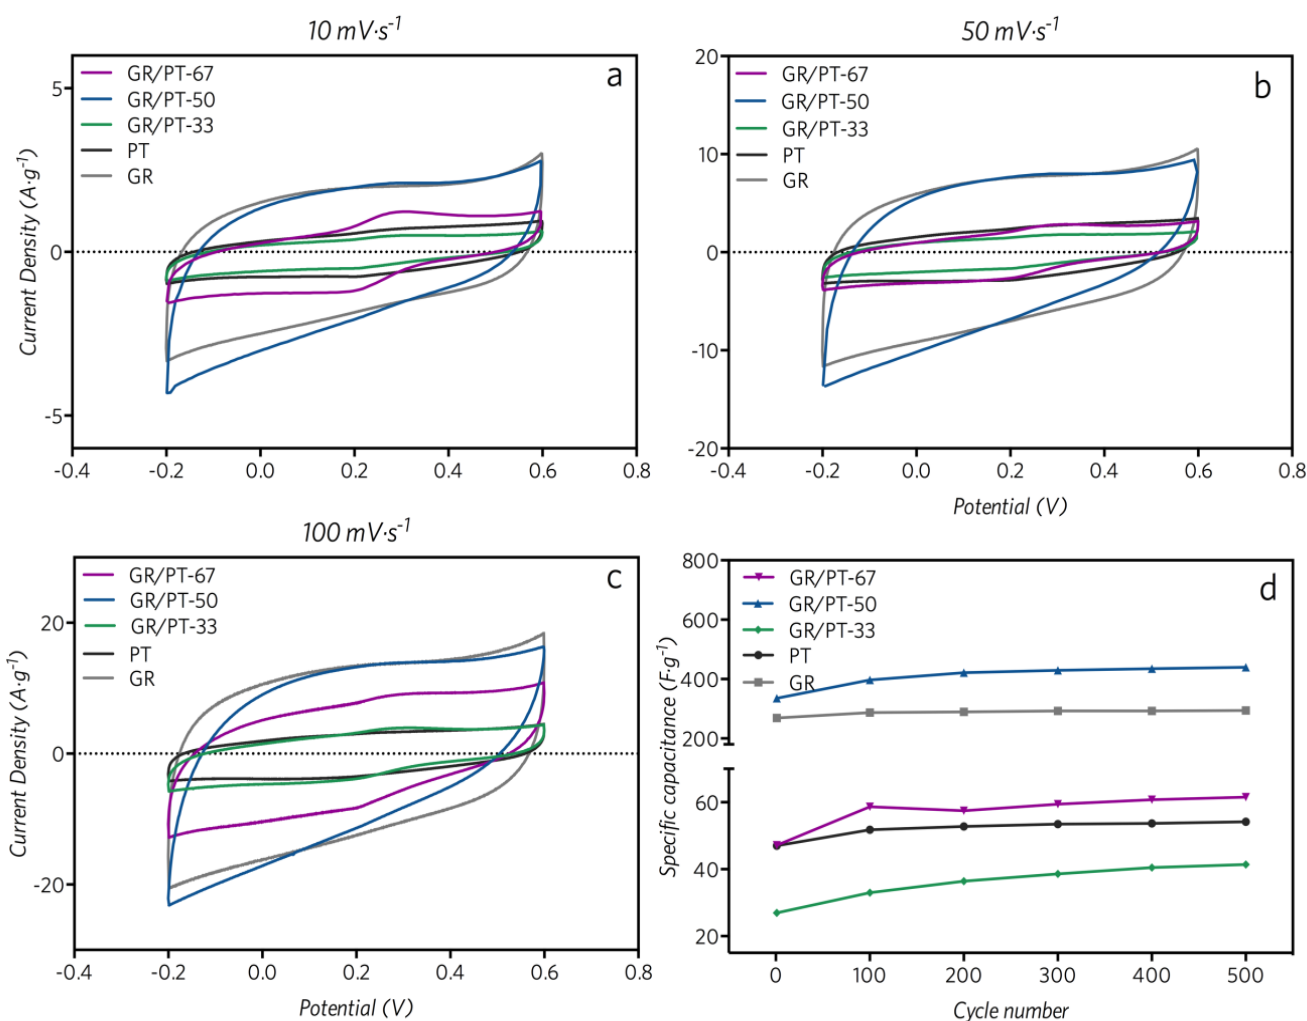 10 mV·s-1
a
GR/PT-67
GR/PT-50
GR/PT-33
PT
GR
5
0
-5
Current Density (A·g-1)
-0.4 -0.2 0.0 0.2 0.4 0.6 0.8
50 mV·s-1
b
GR/PT-67
GR/PT-50
GR/PT-33
PT
GR
20
10
0
-10
-20
-0.4 -0.2 0.0 0.2 0.4 0.6 0.8
Potential (V)
100 mV·s-1
c
GR/PT-67
GR/PT-50
GR/PT-33
PT
GR
20
0
-20
Current Density (A·g-1)
-0.4 -0.2 0.0 0.2 0.4 0.6 0.8
Potential (V)
d
GR/PT-67
GR/PT-50
GR/PT-33
PT
GR
800
600
400
200
60
40
20
Specific capacitance (F·g-1)
0 100 200 300 400 500
Cycle number